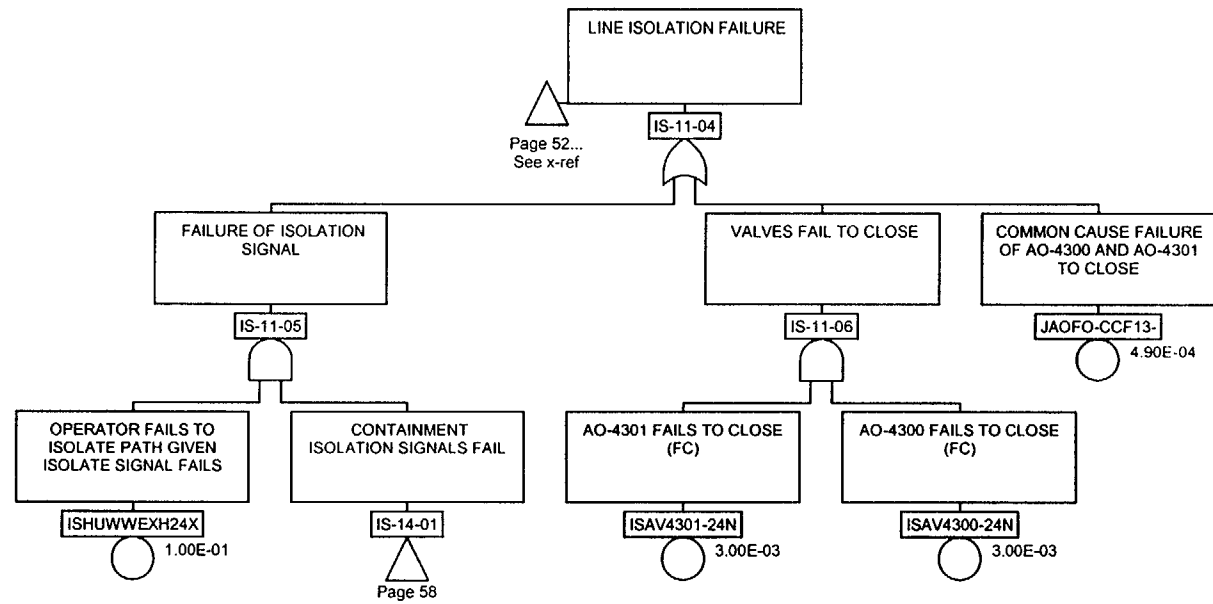 LINE ISOLATION FAILURE
Page 52...
See x-ref
IS-11-04
FAILURE OF ISOLATION
SIGNAL
VALVES FAIL TO CLOSE
COMMON CAUSE FAILURE
OF AO-4300 AND AO-4301
TO CLOSE
IS-11-05
IS-11-06
JAOFO-CCF13-
4.90E-04
OPERATOR FAILS TO
ISOLATE PATH GIVEN
ISOLATE SIGNAL FAILS
CONTAINMENT
ISOLATION SIGNALS FAIL
AO-4301 FAILS TO CLOSE
(FC)
AO-4300 FAILS TO CLOSE
(FC)
ISHUWWEXH24X
1.00E-01
IS-14-01
Page 58
ISAV4301-24N
3.00E-03
ISAV4300-24N
3.00E-03